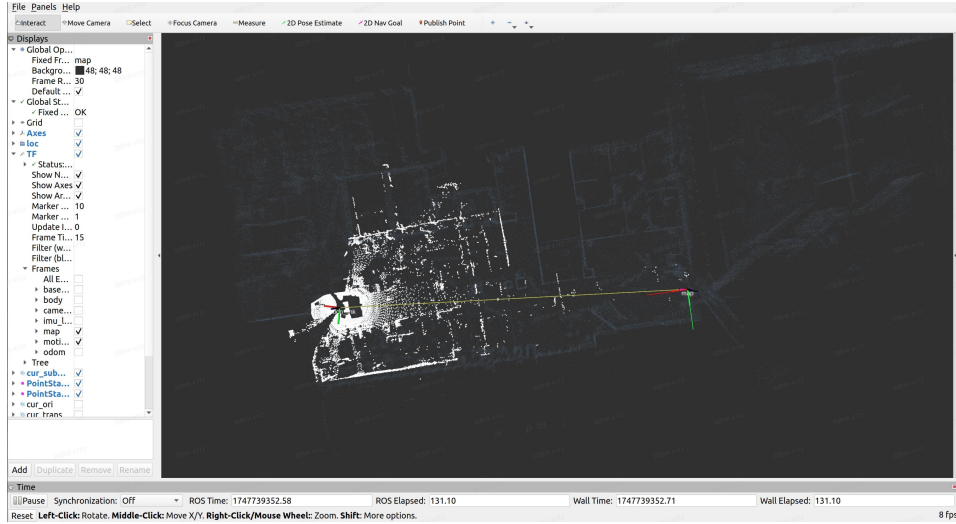 File Panels Help
Interact Move Camera Select Focus Camera Measure 2D Pose Estimate 2D Nav Goal Publish Point
Displays
Global Op...
Fixed Fr... map
Backgro... 48; 48; 48
Frame R... 30
Default ...
Global St...
Fixed ... OK
Grid
Axes
loc
TF
Status:...
Show N...
Show Axes
Show Ar...
Marker ... 10
Marker ... 1
Update I... 0
Frame Ti... 15
Filter (w...
Filter (bl...
Frames
All E...
base...
body
came...
imu_l...
map
moti...
odom
Tree
cur_sub...
PointSta...
PointSta...
cur_ori
cur_trans
map
Add Duplicate Remove Rename
Time
Pause Synchronization: Off ROS Time: 1747739352.58 ROS Elapsed: 131.10 Wall Time: 1747739352.71 Wall Elapsed: 131.10
Reset Left-Click: Rotate. Middle-Click: Move X/Y. Right-Click/Mouse Wheel:: Zoom. Shift: More options. 8 fps